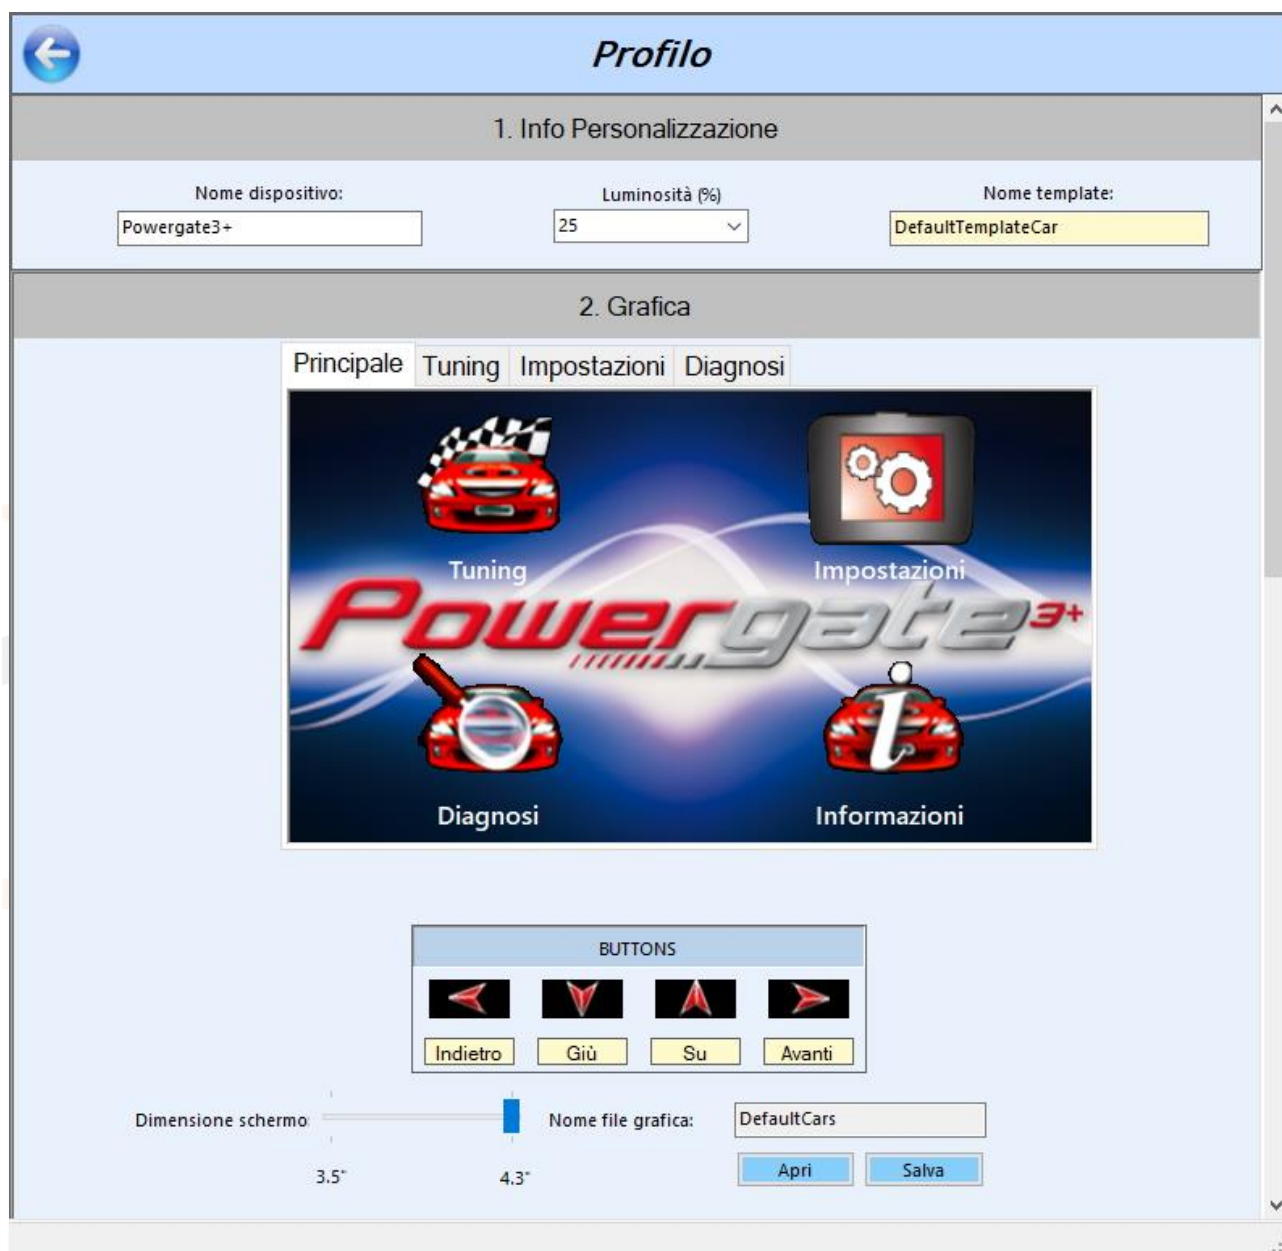 Profilo
1. Info Personalizzazione
Nome dispositivo: Luminosità (%) Nome template:
Powergate3+ 25 DefaultTemplateCar
2. Grafica
Principale Tuning Impostazioni Diagnosi
Tuning Impostazioni
Powergate3+
Diagnosi Informazioni
BUTTONS
Indietro Giù Su Avanti
Dimensione schermo: Nome file grafica: DefaultCars
3.5" 4.3" Apri Salva